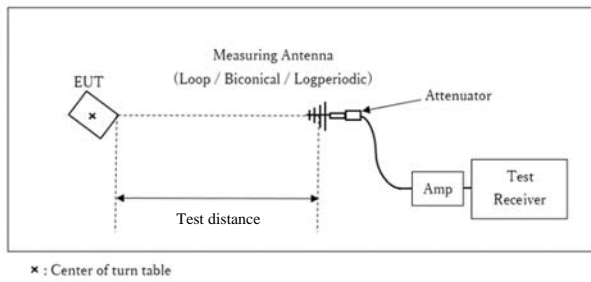 Measuring Antenna
(Loop / Biconical / Logperiodic)
EUT
Attenuator
Amp
Test
Receiver
Test distance
× : Center of turn table